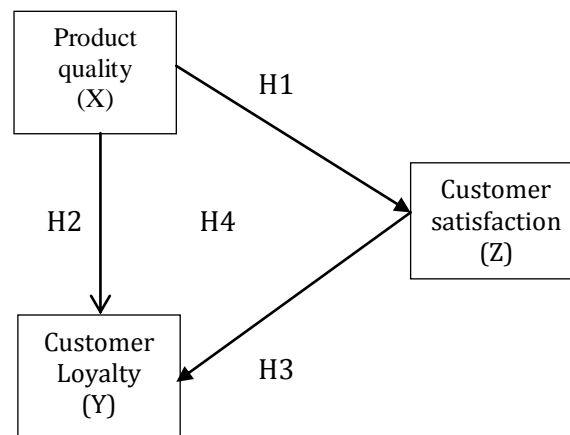 Product
quality
(X)
H1
Customer
satisfaction
(Z)
H2
H4
Customer
Loyalty
(Y)
H3